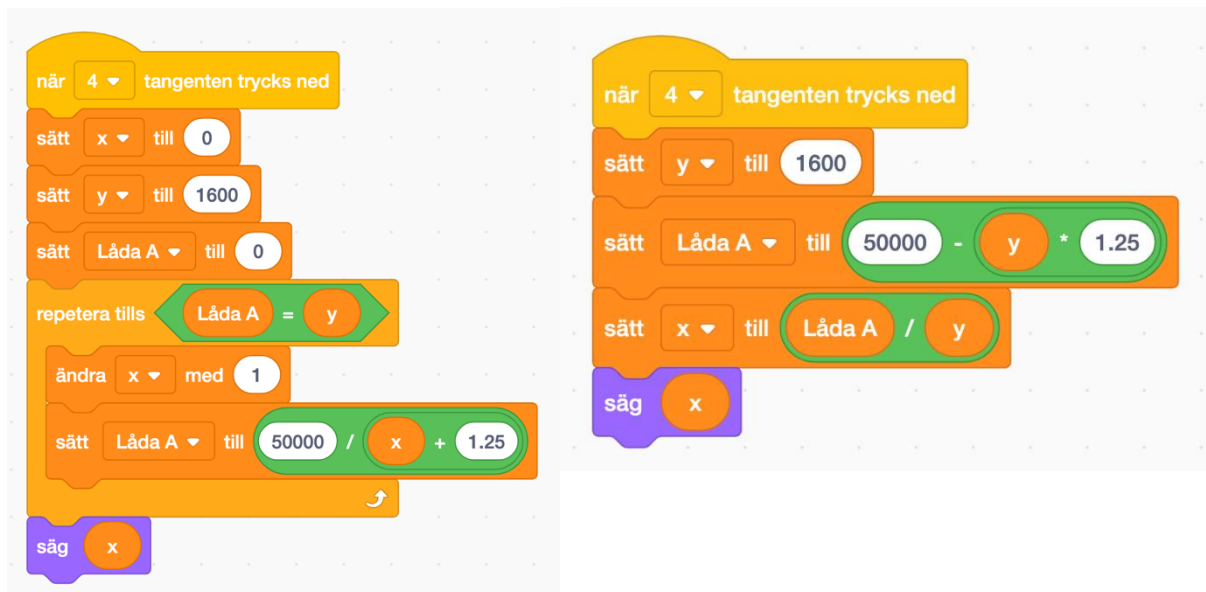 när 4 tangenten trycks ned
sätt x till 0
sätt y till 1600
sätt Låda A till 0
repetera tills Låda A = y
ändra x med 1
sätt Låda A till 50000 / x + 1.25
säg x
när 4 tangenten trycks ned
sätt y till 1600
sätt Låda A till 50000 - y * 1.25
sätt x till Låda A / y
säg x